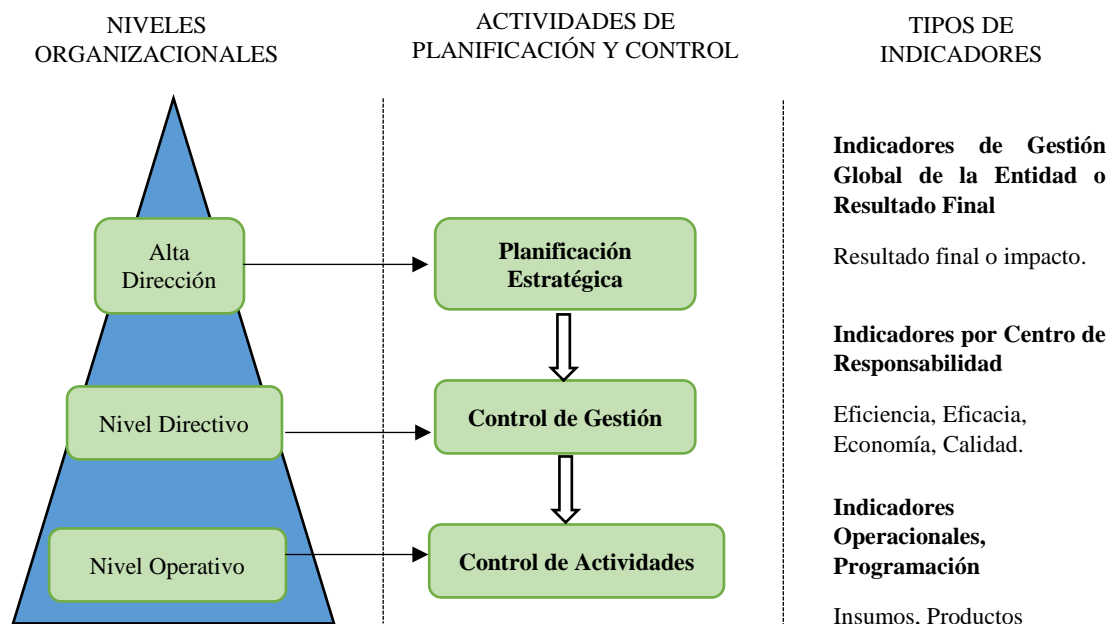 NIVELES
ORGANIZACIONALES
ACTIVIDADES DE
PLANIFICACIÓN Y CONTROL
TIPOS DE
INDICADORES
Alta
Dirección
Planificación
Estratégica
Indicadores de Gestión
Global de la Entidad o
Resultado Final
Resultado final o impacto.
Nivel Directivo
Control de Gestión
Indicadores por Centro de
Responsabilidad
Eficiencia, Eficacia,
Economía, Calidad.
Nivel Operativo
Control de Actividades
Indicadores
Operacionales,
Programación
Insumos, Productos